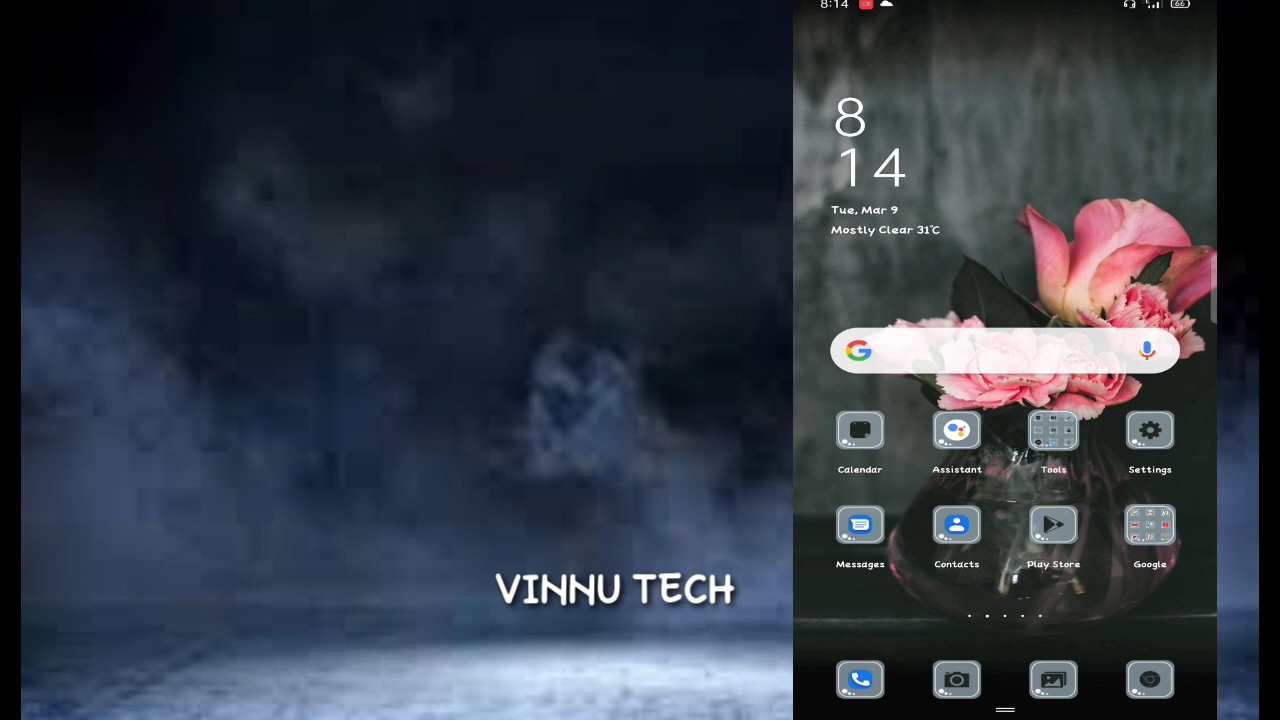 8:14
66
8
14
Tue, Mar 9
Mostly Clear 31°C
Calendar
Assistant
Tools
Settings
Messages
Contacts
Play Store
Google
VINNU TECH